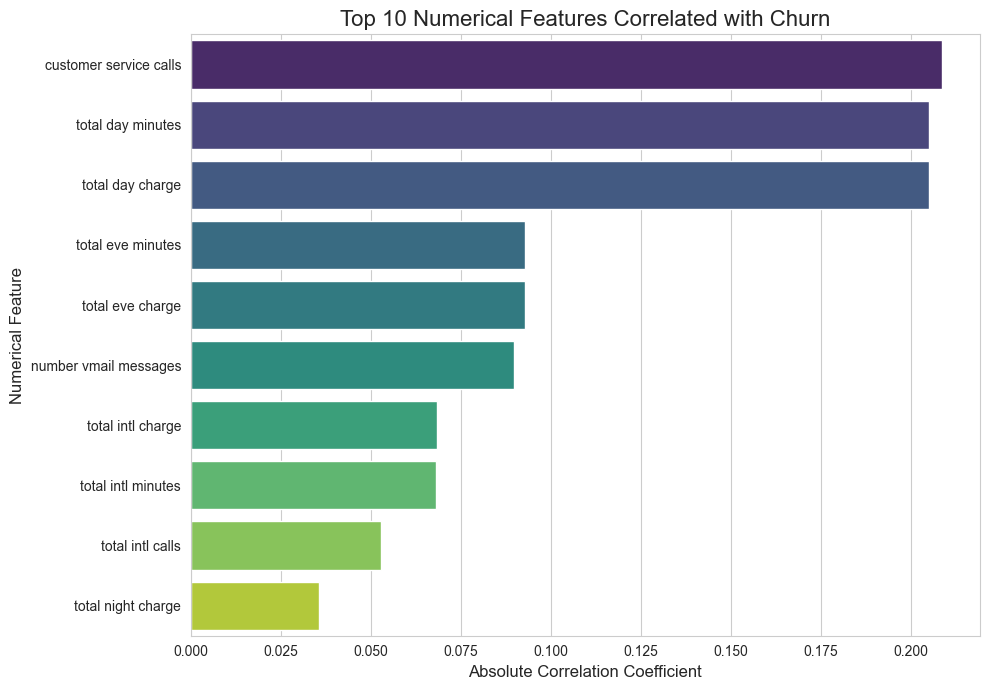 Top 10 Numerical Features Correlated with Churn
Numerical Feature
customer service calls
total day minutes
total day charge
total eve minutes
total eve charge
number vmail messages
total intl charge
total intl minutes
total intl calls
total night charge
0.000 0.025 0.050 0.075 0.100 0.125 0.150 0.175 0.200
Absolute Correlation Coefficient